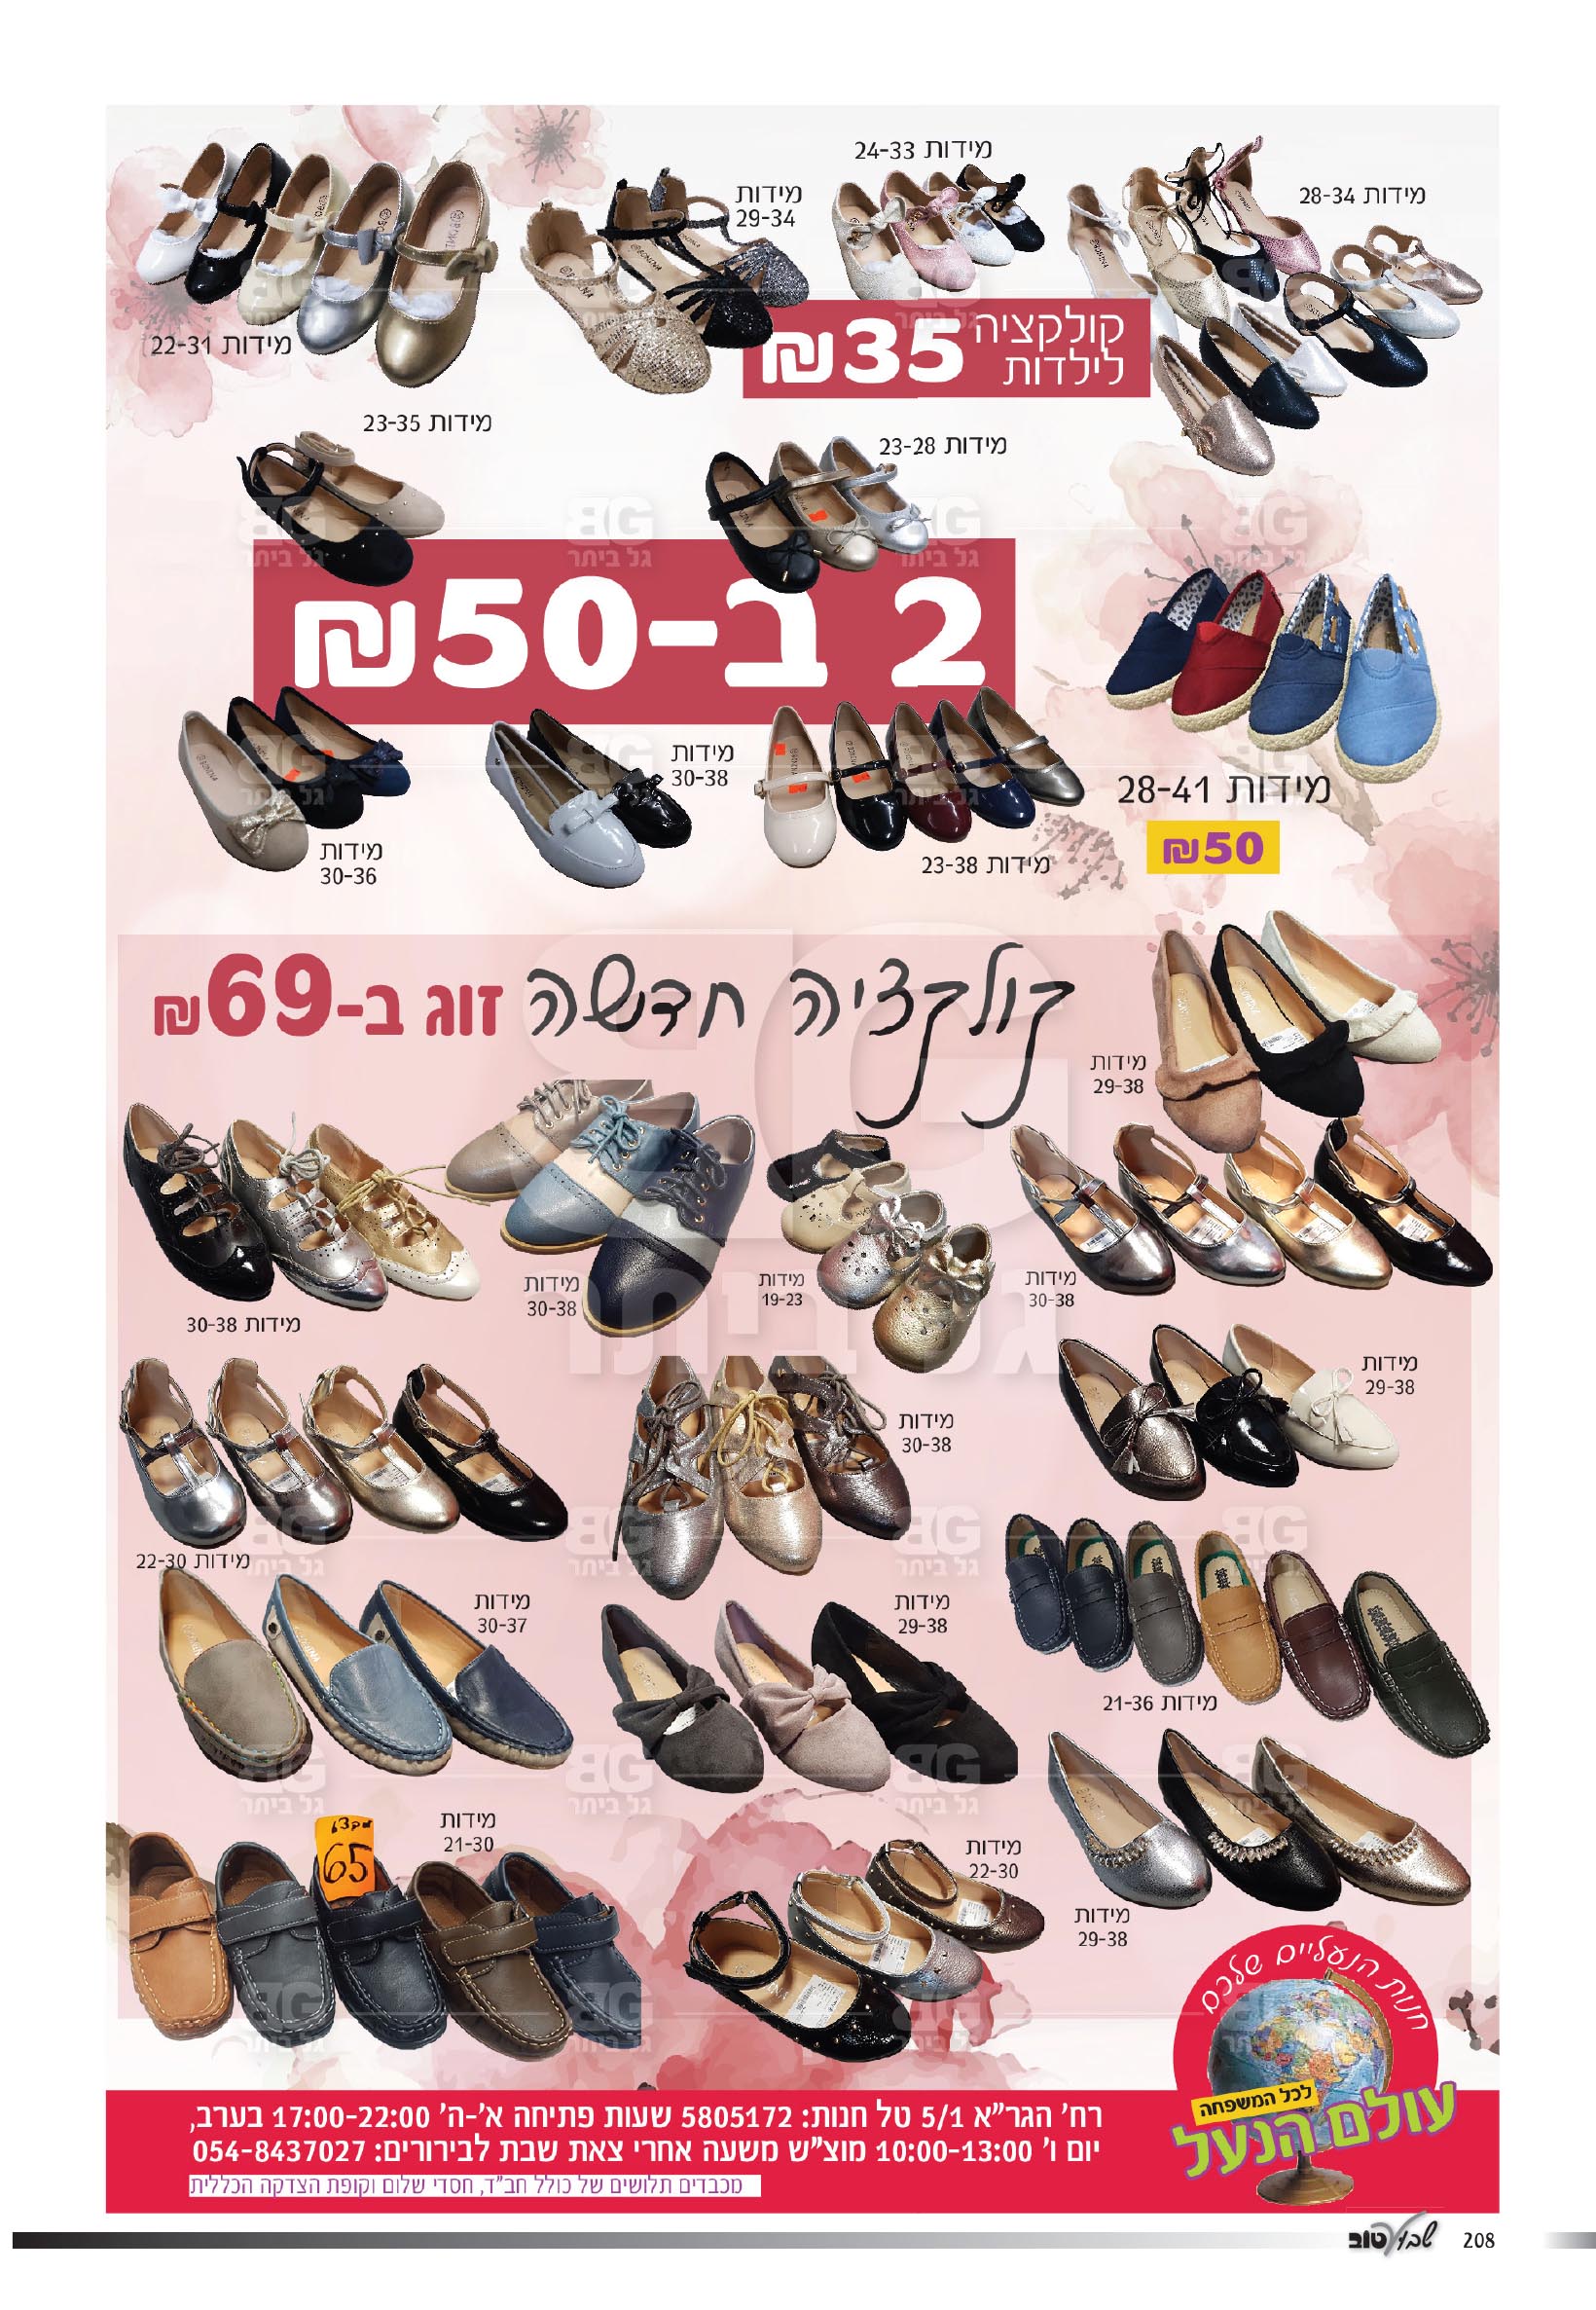 מידות 24-33
מידות 28-34
מידות
29-34
מידות 22-31
קולקציה
לילדות
₪35
מידות 23-35
מידות 23-28
2 ב-50₪
מידות
30-38
מידות 28-41
₪50
מידות
30-36
מידות 23-38
קולקציה חדשה זוג ב-69₪
מידות
29-38
מידות
30-38
מידות
19-23
מידות
30-38
מידות 30-38
מידות
29-38
מידות
30-38
מידות 22-30
מידות
30-37
מידות
29-38
מידות 21-36
מידות
21-30
65
מידות
22-30
מידות
29-38
חנות הנעליים שלכם
לכל המשפחה
עולם הנעל
רח' הגר"א 5/1 טל חנות: 5805172 שעות פתיחה א'-ה' 17:00-22:00 בערב,
יום ו' 10:00-13:00 מוצ"ש משעה אחרי צאת שבת לבירורים: 054-8437027
מכבדים תלושים של כולל חב"ד, חסדי שלום וקופת הצדקה הכללית
שבוע טוב 208
BG
גל ביתר